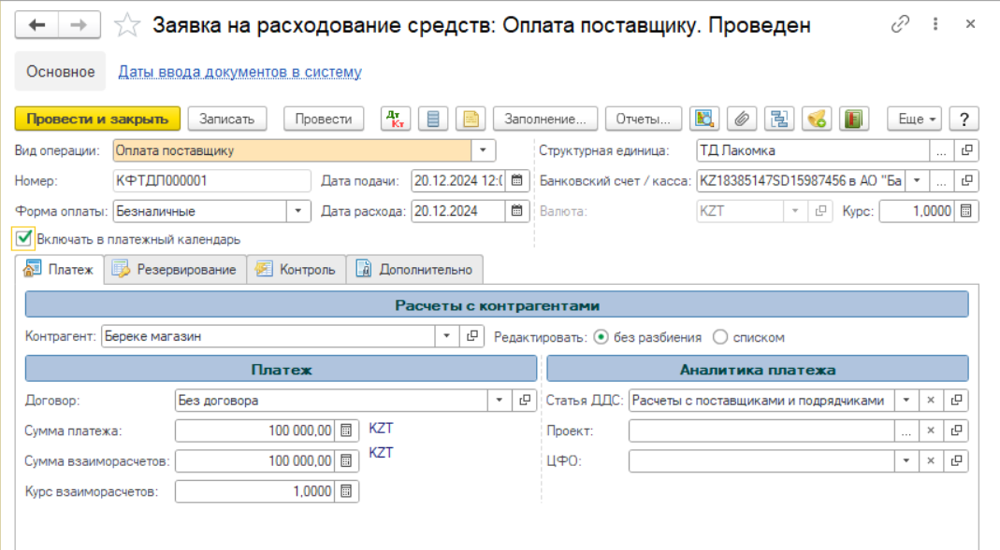 Заявка на расходование средств: Оплата поставщику. Проведен
Основное Даты ввода документов в систему
Провести и закрыть Записать Провести Дт Кт Заполнение... Отчеты... Еще ?
Вид операции: Оплата поставщику Структурная единица: ТД Лакомка
Номер: КФТДЛ000001 Дата подачи: 20.12.2024 12:( Банковский счет / касса: KZ18385147SD15987456 в АО "Ба
Форма оплаты: Безналичные Дата расхода: 20.12.2024 Валюта: KZT Курс: 1,0000
Включать в платежный календарь
Платеж Резервирование Контроль Дополнительно
Расчеты с контрагентами
Контрагент: Береке магазин Редактировать: без разбиения списком
Платеж Аналитика платежа
Договор: Без договора Статья ДДС: Расчеты с поставщиками и подрядчиками
Сумма платежа: 100 000,00 KZT Проект:
Сумма взаиморасчетов: 100 000,00 KZT ЦФО:
Курс взаиморасчетов: 1,0000